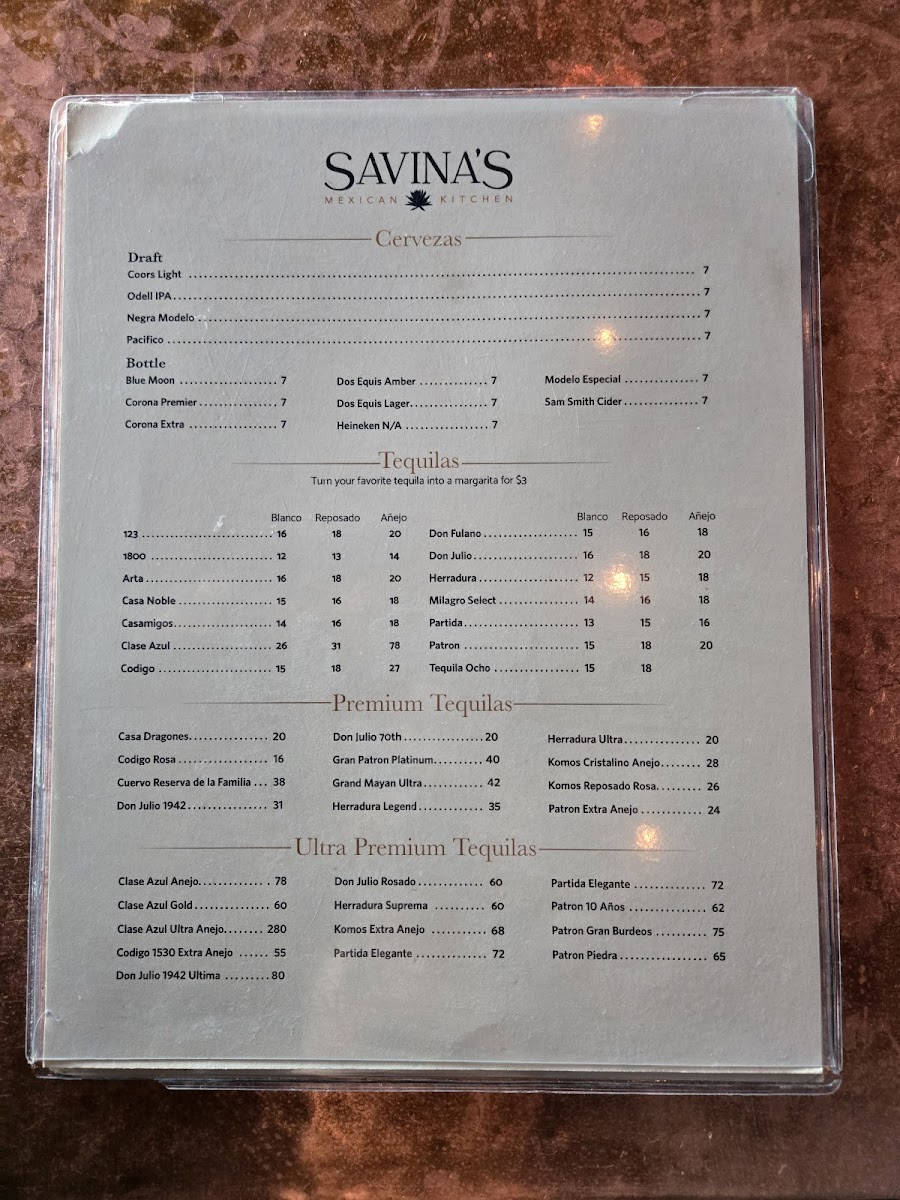 SAVINA'S
MEXICAN KITCHEN
Cervezas
Draft
Coors Light ........ 7
Odell IPA ........ 7
Negra Modelo ........ 7
Pacifico ........ 7
Bottle
Blue Moon ........ 7
Corona Premier ........ 7
Corona Extra ........ 7
Dos Equis Amber ........ 7
Dos Equis Lager ........ 7
Heineken N/A ........ 7
Modelo Especial ........ 7
Sam Smith Cider ........ 7
Tequilas
Turn your favorite tequila into a margarita for $3
Blanco Reposado Añejo
123 ........ 16 18 20
1800 ........ 12 13 14
Arta ........ 16 18 20
Casa Noble ........ 15 16 18
Casamigos ........ 14 16 18
Clase Azul ........ 26 31 78
Codigo ........ 15 18 27
Blanco Reposado Añejo
Don Fulano ........ 15 16 18
Don Julio ........ 16 18 20
Herradura ........ 12 15 18
Milagro Select ........ 14 16 18
Partida ........ 13 15 16
Patron ........ 15 18 20
Tequila Ocho ........ 15 18
Premium Tequilas
Casa Dragones ........ 20
Codigo Rosa ........ 16
Cuervo Reserva de la Familia ... 38
Don Julio 1942 ........ 31
Don Julio 70th ........ 20
Gran Patron Platinum ........ 40
Grand Mayan Ultra ........ 42
Herradura Legend ........ 35
Herradura Ultra ........ 20
Komos Cristalino Anejo ........ 28
Komos Reposado Rosa ........ 26
Patron Extra Anejo ........ 24
Ultra Premium Tequilas
Clase Azul Anejo ........ 78
Clase Azul Gold ........ 60
Clase Azul Ultra Anejo ........ 280
Codigo 1530 Extra Anejo ...... 55
Don Julio 1942 Ultima ........ 80
Don Julio Rosado ........ 60
Herradura Suprema ........ 60
Komos Extra Anejo ........ 68
Partida Elegante ........ 72
Partida Elegante ........ 72
Patron 10 Años ........ 62
Patron Gran Burdeos ........ 75
Patron Piedra ........ 65